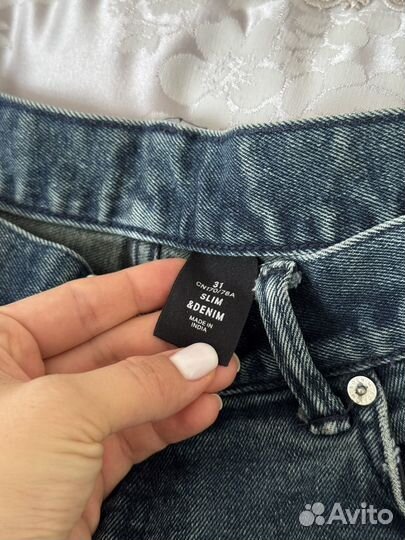 31
CN170/78A
SLIM
&DENIM
MADE IN
INDIA
Avito